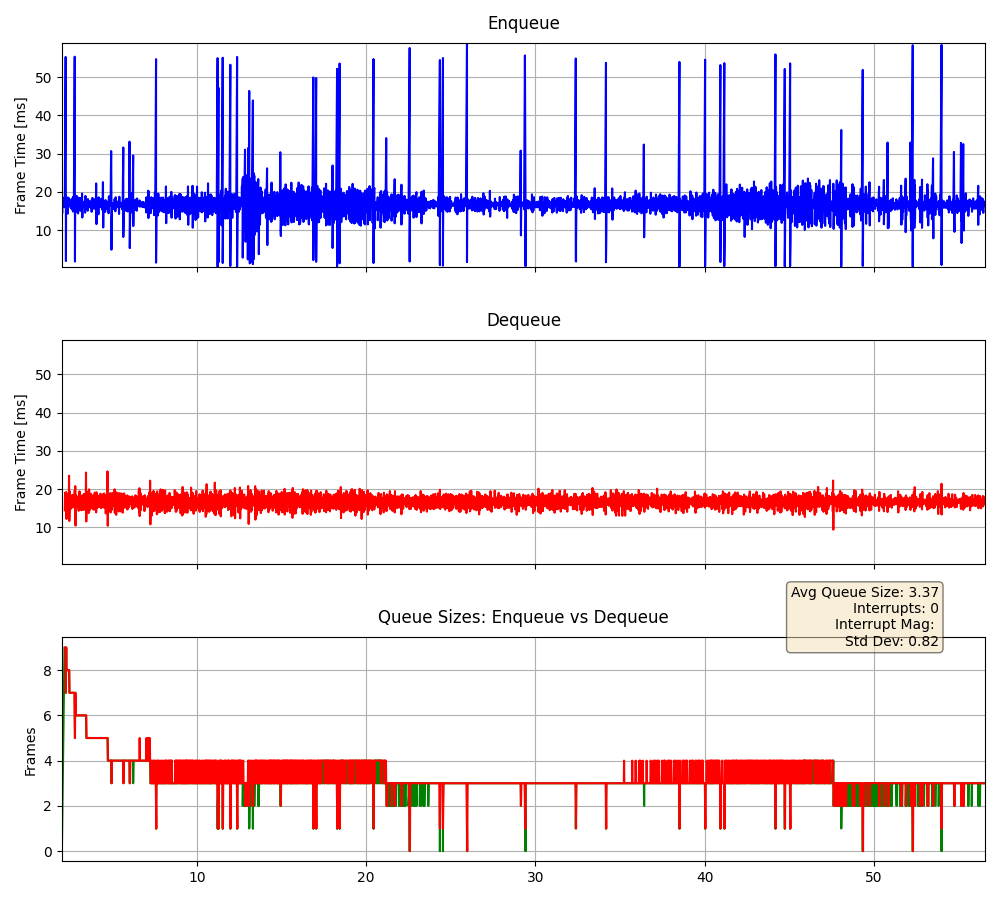 Enqueue
Frame Time [ms]
50
40
30
20
10
Dequeue
Frame Time [ms]
50
40
30
20
10
Avg Queue Size: 3.37
Interrupts: 0
Interrupt Mag:
Std Dev: 0.82
Queue Sizes: Enqueue vs Dequeue
Frames
8
6
4
2
0
10 20 30 40 50